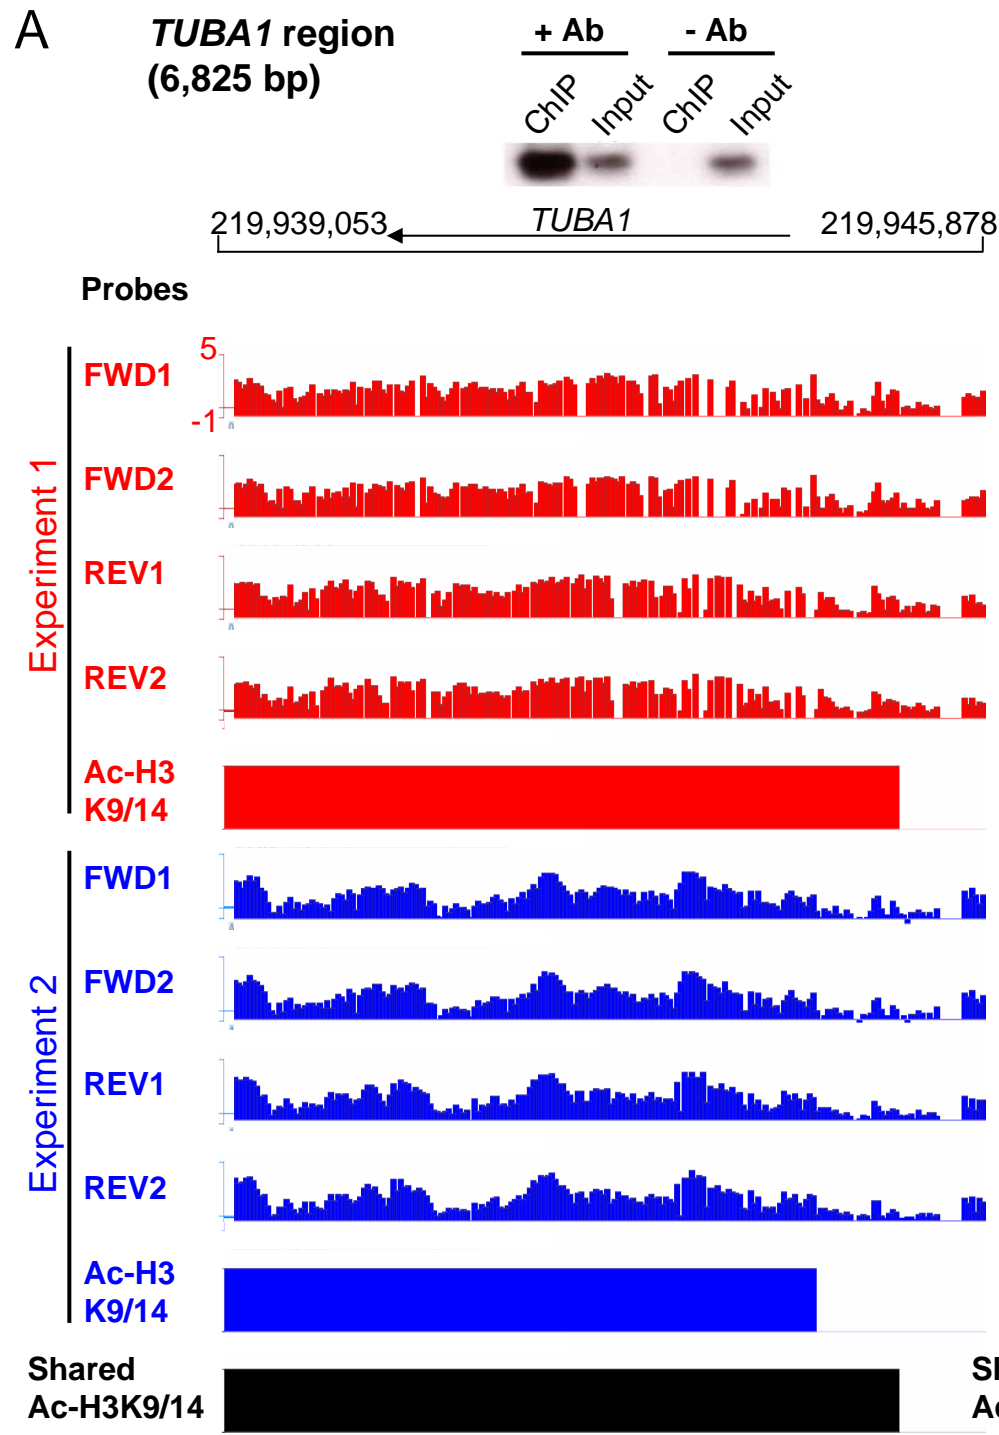 A
TUBA1 region
(6,825 bp)
+ Ab
- Ab
ChIP
Input
ChIP
Input
219,939,053
TUBA1
219,945,878
Probes
Experiment 1
FWD1
5
-1
FWD2
REV1
REV2
Ac-H3
K9/14
Experiment 2
FWD1
FWD2
REV1
REV2
Ac-H3
K9/14
Shared
Ac-H3K9/14